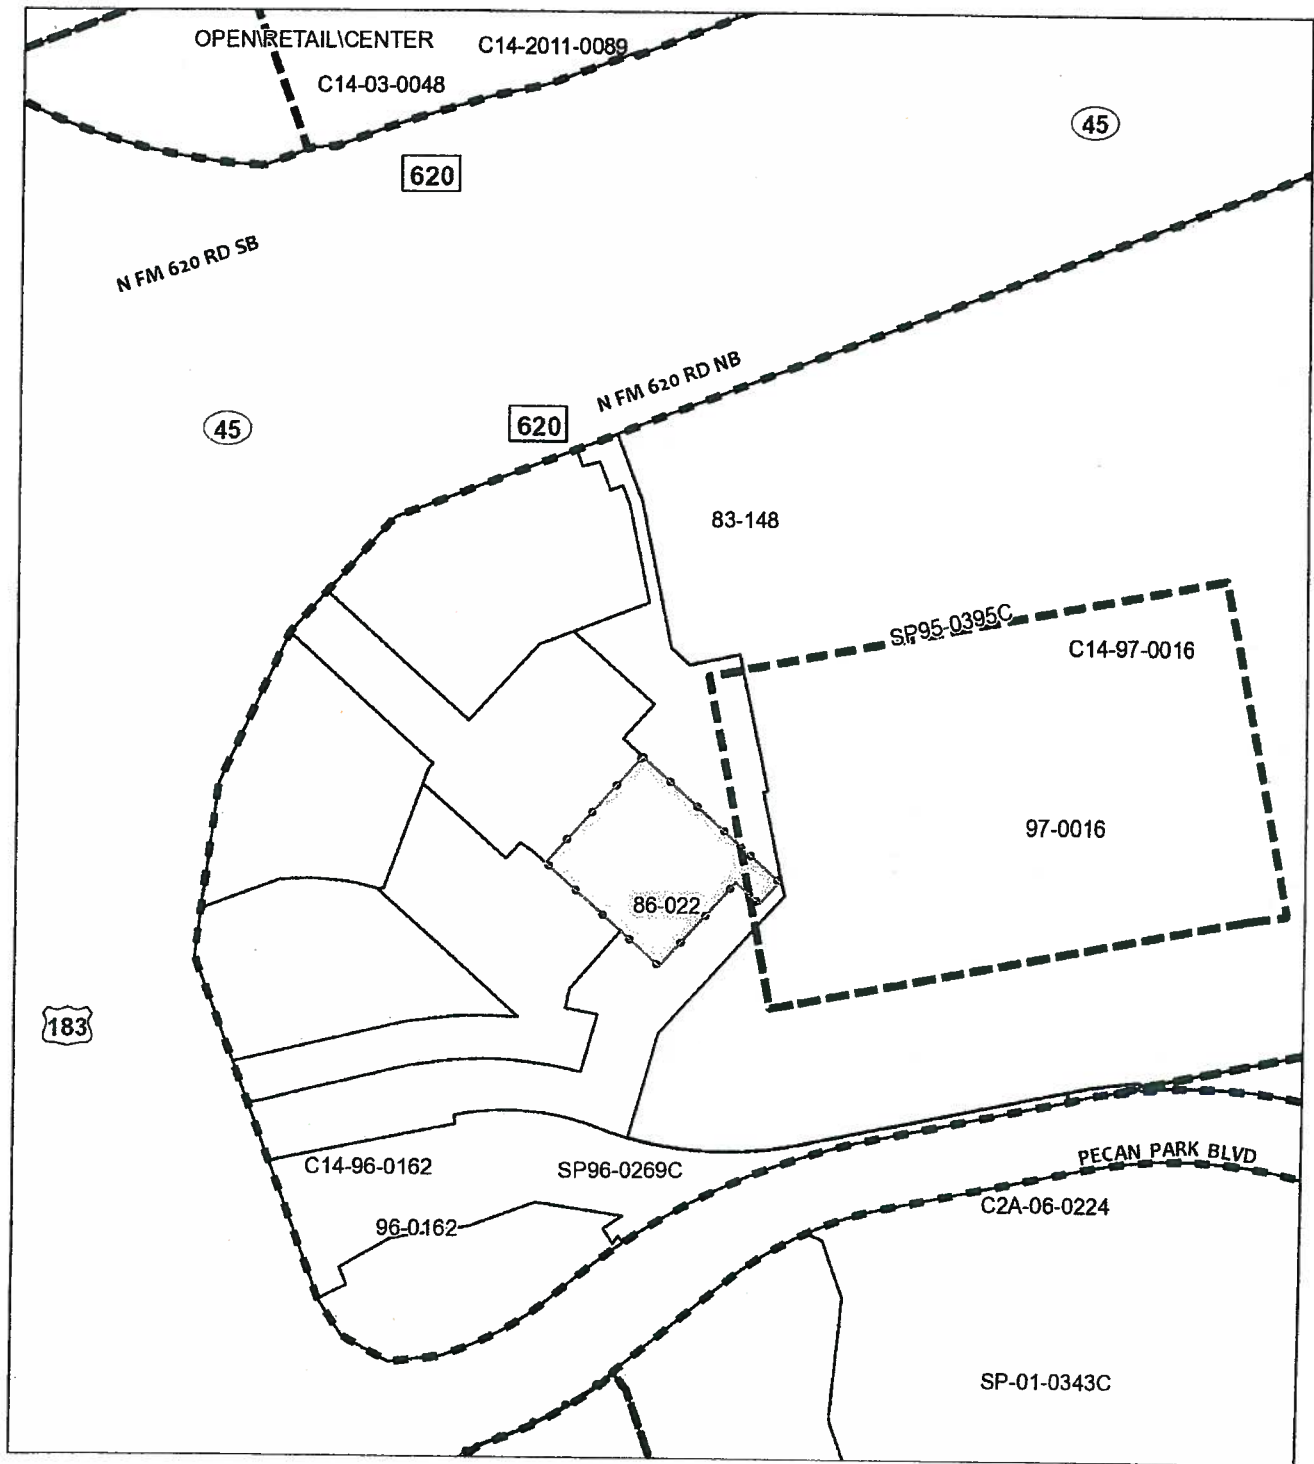 OPEN\RETAIL\CENTER
C14-2011-0089
C14-03-0048
45
620
N FM 620 RD SB
N FM 620 RD NB
620
45
83-148
SP95-0395C
C14-97-0016
97-0016
86-022
183
PECAN PARK BLVD
C14-96-0162
SP96-0269C
C2A-06-0224
96-0162
SP-01-0343C